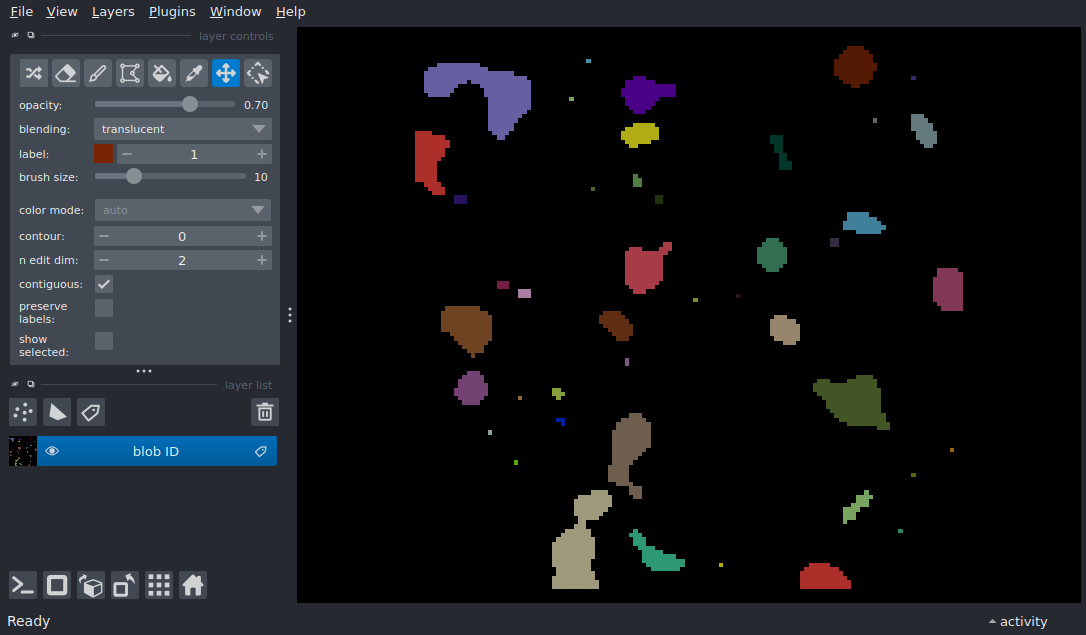 File View Layers Plugins Window Help
layer controls
opacity: 0.70
blending: translucent
label: 1
brush size: 10
color mode: auto
contour: 0
n edit dim: 2
contiguous:
preserve
labels:
show
selected:
layer list
blob ID
Ready
activity